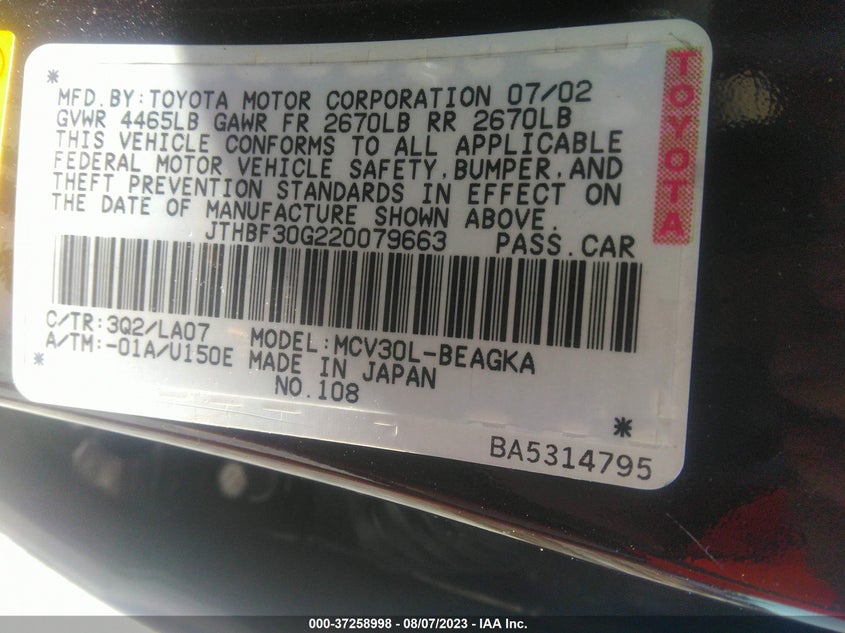 MFD.BY:TOYOTA MOTOR CORPORATION 07/02
GVWR 4465LB GAWR FR 2670LB RR 2670LB
THIS VEHICLE CONFORMS TO ALL APPLICABLE
FEDERAL MOTOR VEHICLE SAFETY,BUMPER,AND
THEFT PREVENTION STANDARDS IN EFFECT ON
THE DATE OF MANUFACTURE SHOWN ABOVE.
JTHBF30G220079663 PASS.CAR
C/TR:3Q2/LA07 MODEL:MCV30L-BEAGKA
A/TM:-01A/U150E MADE IN JAPAN
NO.108
BA5314795
TOYOTA
000-37258998 - 08/07/2023 - IAA Inc.